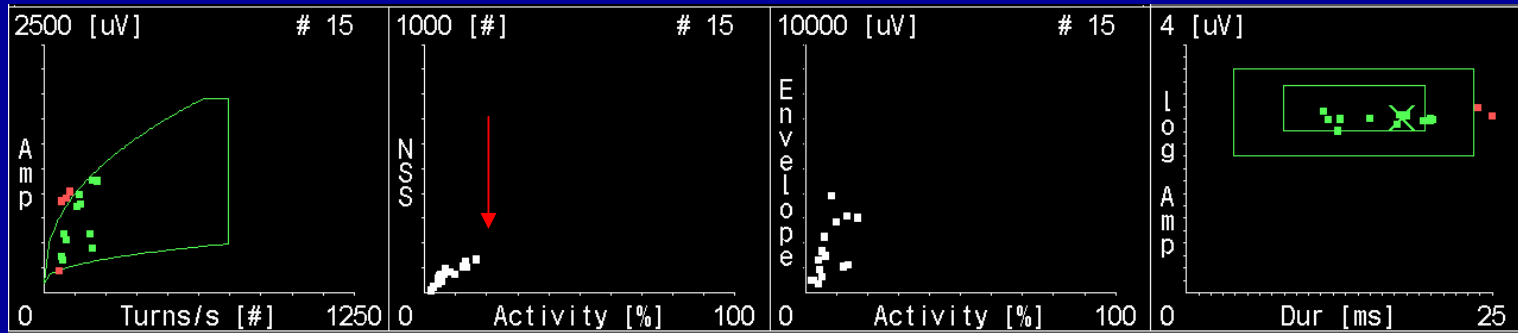 2500 [uV] # 15
Amp
0 Turns/s [#] 1250
1000 [#] # 15
NSS
0 Activity [%] 100
10000 [uV] # 15
Envelope
0 Activity [%] 100
4 [uV]
log Amp
0 Dur [ms] 25